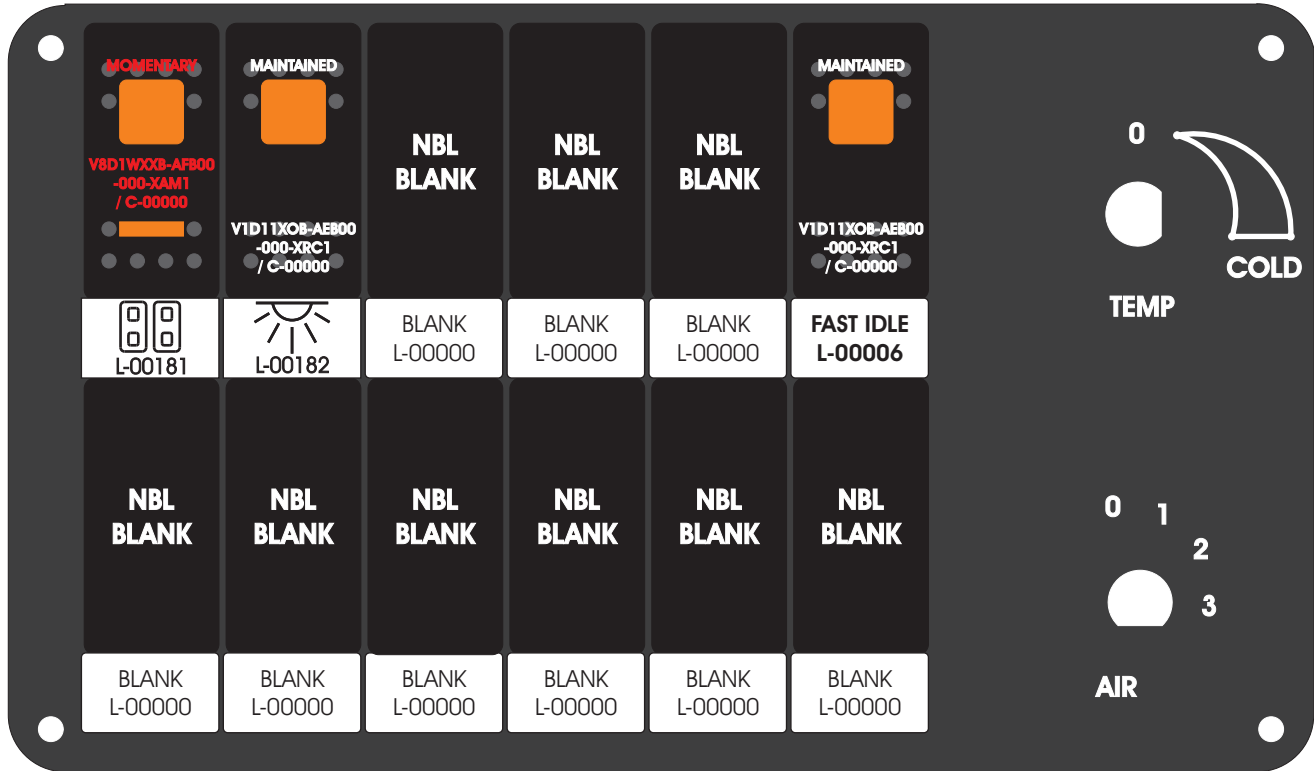 MOMENTARY
V8D1WXXB-AFB00
-000-XAM1
/ C-00000
L-00181
MAINTAINED
V1D11XOB-AEB00
-000-XRC1
/ C-00000
L-00182
NBL
BLANK
BLANK
L-00000
NBL
BLANK
BLANK
L-00000
NBL
BLANK
BLANK
L-00000
MAINTAINED
V1D11XOB-AEB00
-000-XRC1
/ C-00000
FAST IDLE
L-00006
0
COLD
TEMP
NBL
BLANK
BLANK
L-00000
NBL
BLANK
BLANK
L-00000
NBL
BLANK
BLANK
L-00000
NBL
BLANK
BLANK
L-00000
NBL
BLANK
BLANK
L-00000
NBL
BLANK
BLANK
L-00000
0
1
2
3
AIR